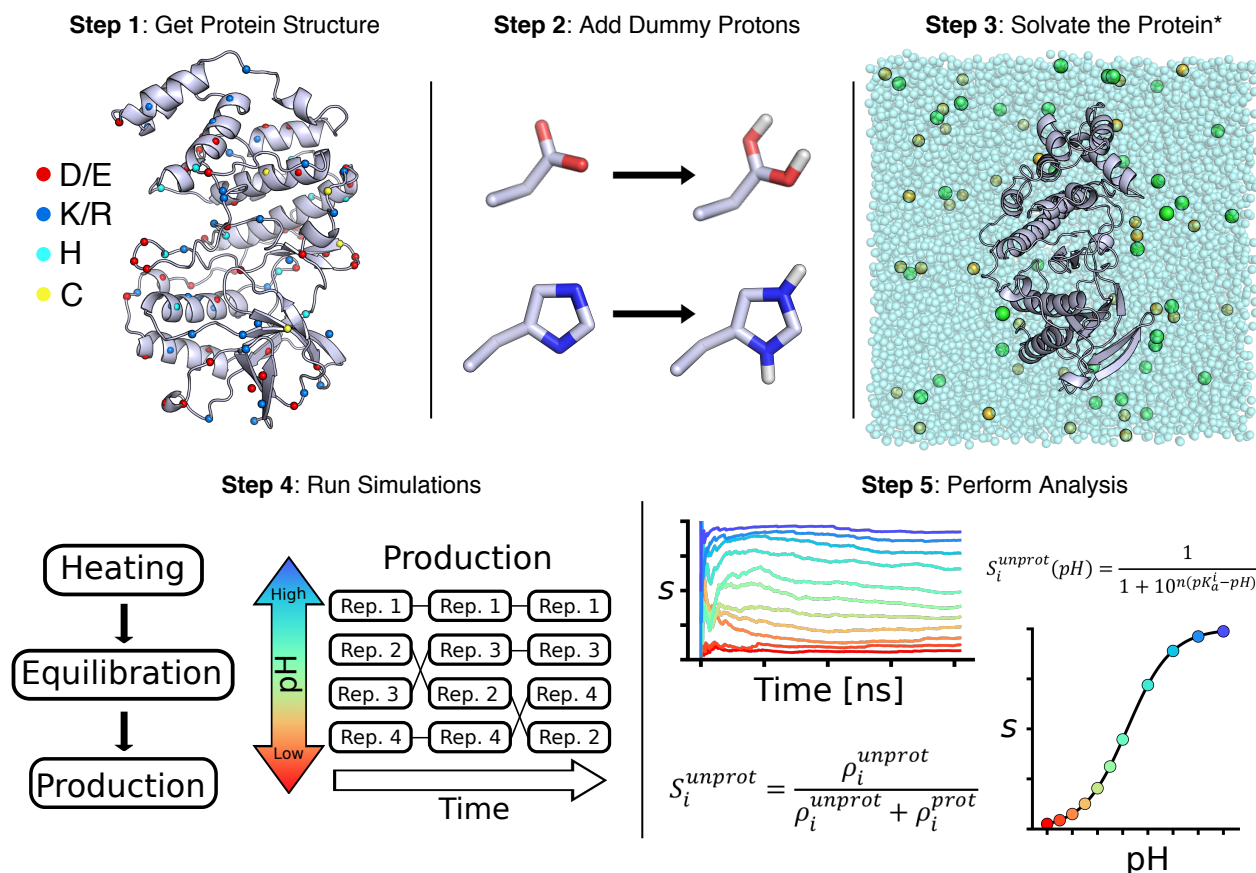 Step 1: Get Protein Structure
Step 2: Add Dummy Protons
Step 3: Solvate the Protein*
D/E
K/R
H
C
Step 4: Run Simulations
Heating
Equilibration
Production
High
pH
Low
Production
Rep. 1 Rep. 1 Rep. 1
Rep. 2 Rep. 3 Rep. 3
Rep. 3 Rep. 2 Rep. 4
Rep. 4 Rep. 4 Rep. 2
Time
Step 5: Perform Analysis
S
Time [ns]
S_i^{unprot}(pH) = \frac{1}{1 + 10^{n(pK_a^i - pH)}}
S_i^{unprot} = \frac{ρ_i^{unprot}}{ρ_i^{unprot} + ρ_i^{prot}}
S
pH